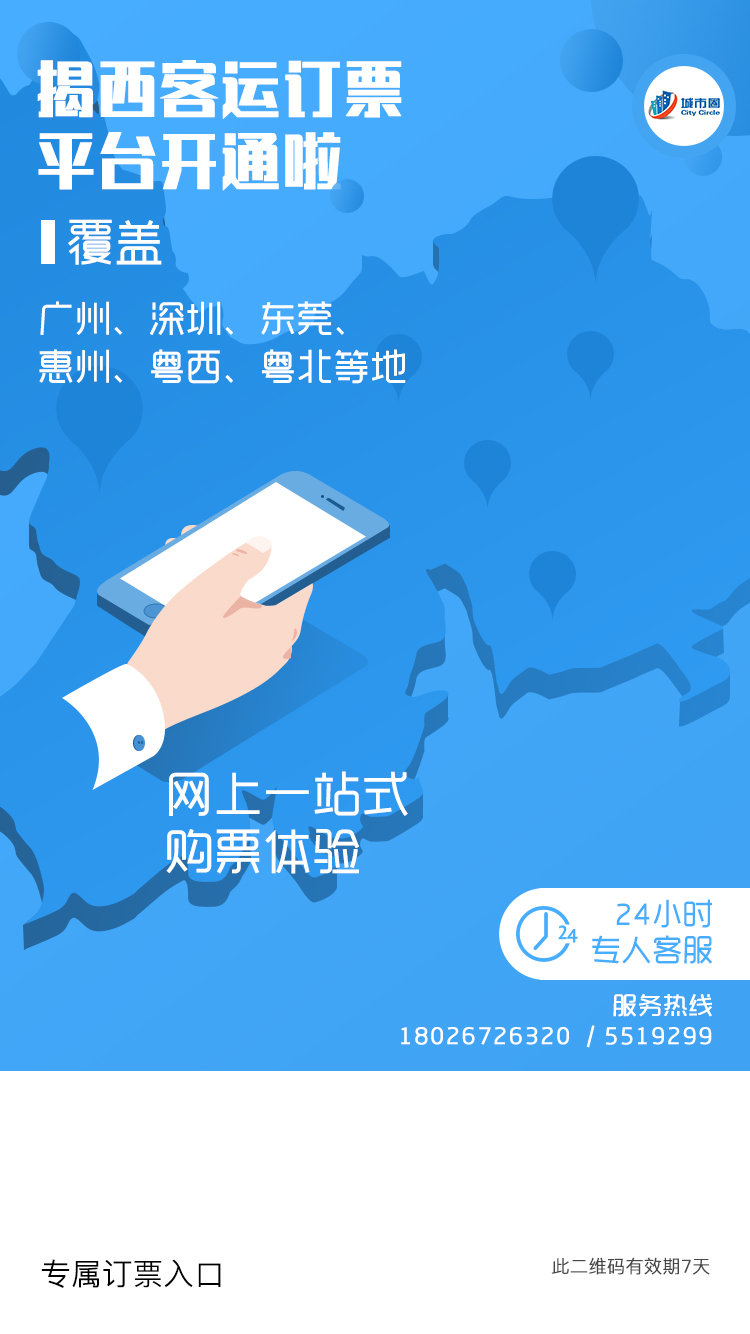 揭西客运订票
平台开通啦
城市圈
City Circle
覆盖
广州、深圳、东莞、
惠州、粤西、粤北等地
网上一站式
购票体验
24
24小时
专人客服
服务热线
18026726320 / 5519299
专属订票入口
此二维码有效期7天